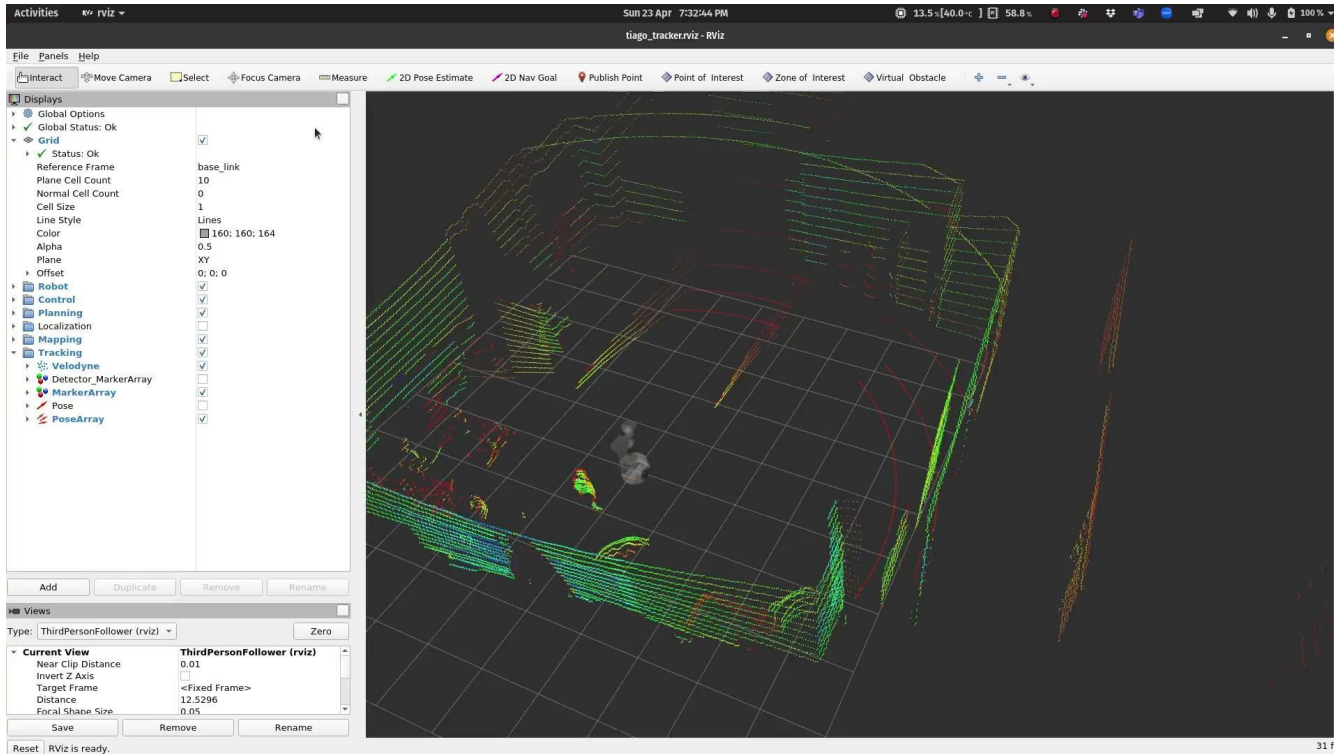 Activities RViz rviz Sun 23 Apr 7:32:44 PM 13.5%[40.0°C ] 58.8% 100 %
tiago_tracker.rviz - RViz
File Panels Help
Interact Move Camera Select Focus Camera Measure 2D Pose Estimate 2D Nav Goal Publish Point Point of Interest Zone of Interest Virtual Obstacle
Displays
Global Options
Global Status: Ok
Grid
Status: Ok
Reference Frame base_link
Plane Cell Count 10
Normal Cell Count 0
Cell Size 1
Line Style Lines
Color 160; 160; 164
Alpha 0.5
Plane XY
Offset 0; 0; 0
Robot
Control
Planning
Localization
Mapping
Tracking
Velodyne
Detector_MarkerArray
MarkerArray
Pose
PoseArray
Add Duplicate Remove Rename
Views
Type: ThirdPersonFollower (rviz) Zero
Current View ThirdPersonFollower (rviz)
Near Clip Distance 0.01
Invert Z Axis
Target Frame <Fixed Frame>
Distance 12.5296
Focal Shape Size 0.05
Save Remove Rename
Reset RViz is ready. 31 f